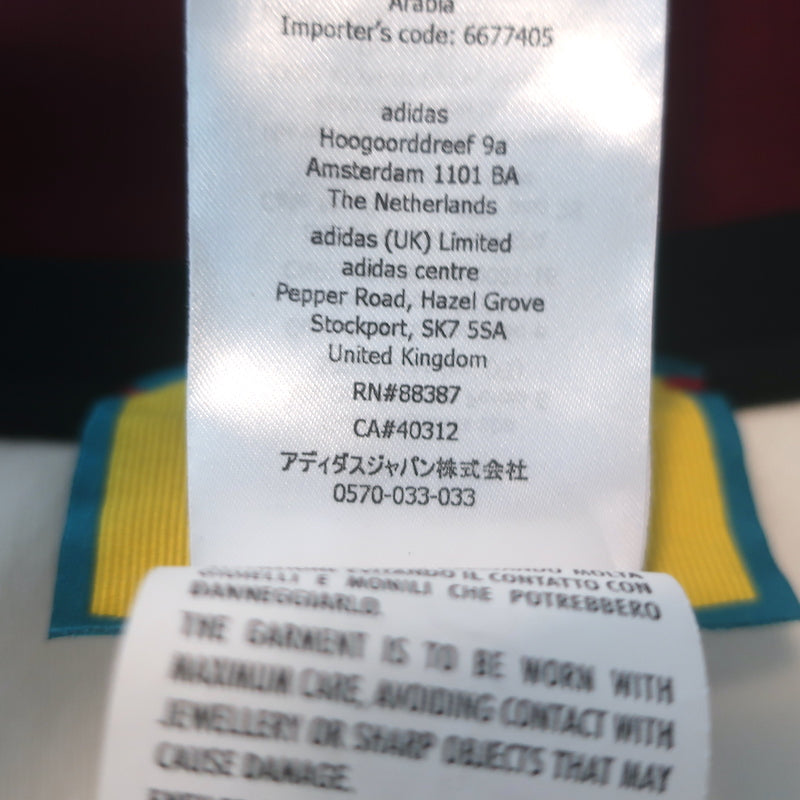 Arabia
Importer's code: 6677405
adidas
Hoogoorddreef 9a
Amsterdam 1101 BA
The Netherlands
adidas (UK) Limited
adidas centre
Pepper Road, Hazel Grove
Stockport, SK7 5SA
United Kingdom
RN#88387
CA#40312
アディダスジャパン株式会社
0570-033-033
IL CONTATTO CON
E MONILI CHE POTREBBERO
DANNEGGIARLO.
THE GARMENT IS TO BE WORN WITH
MAXIMUM CARE, AVOIDING CONTACT WITH
JEWELLERY OR SHARP OBJECTS THAT MAY
CAUSE DAMAGE.